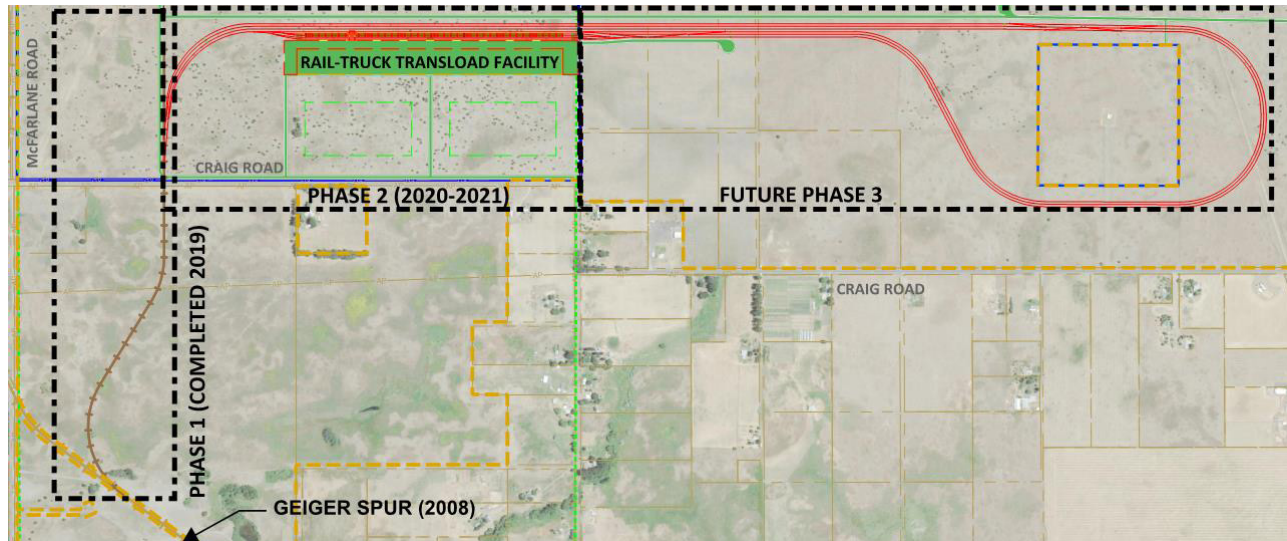 McFARLANE ROAD
RAIL-TRUCK TRANSLOAD FACILITY
CRAIG ROAD
PHASE 2 (2020-2021)
FUTURE PHASE 3
PHASE 1 (COMPLETED 2019)
AP
CRAIG ROAD
GEIGER SPUR (2008)